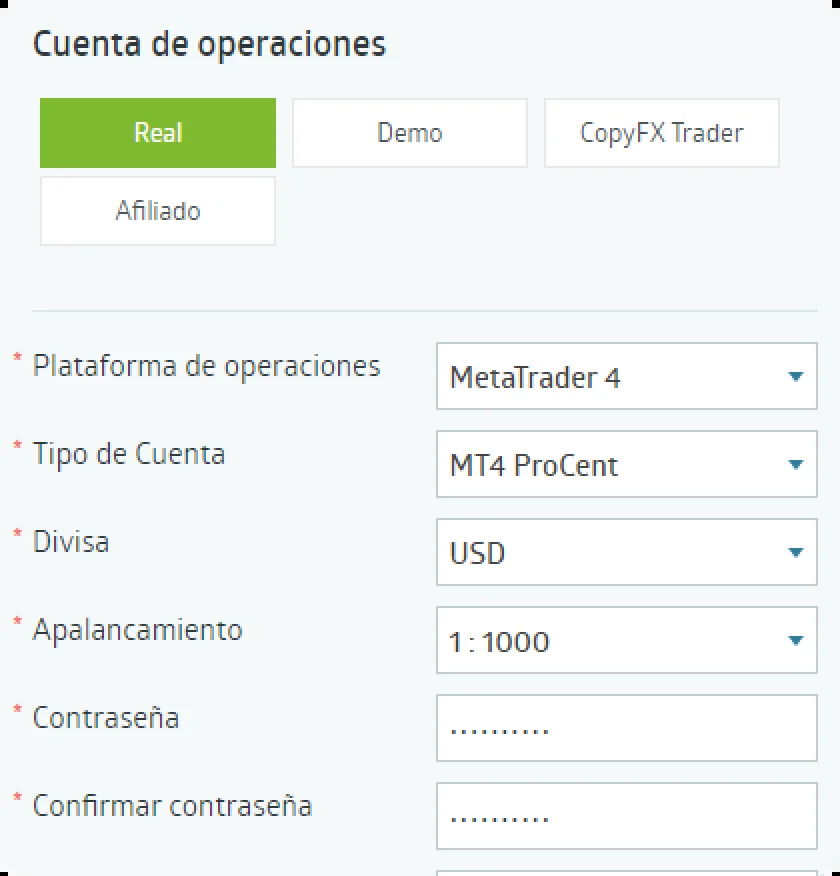 Cuenta de operaciones
Real
Demo
CopyFX Trader
Afiliado
* Plataforma de operaciones
MetaTrader 4
* Tipo de Cuenta
MT4 ProCent
* Divisa
USD
* Apalancamiento
1 : 1000
* Contraseña
..........
* Confirmar contraseña
..........